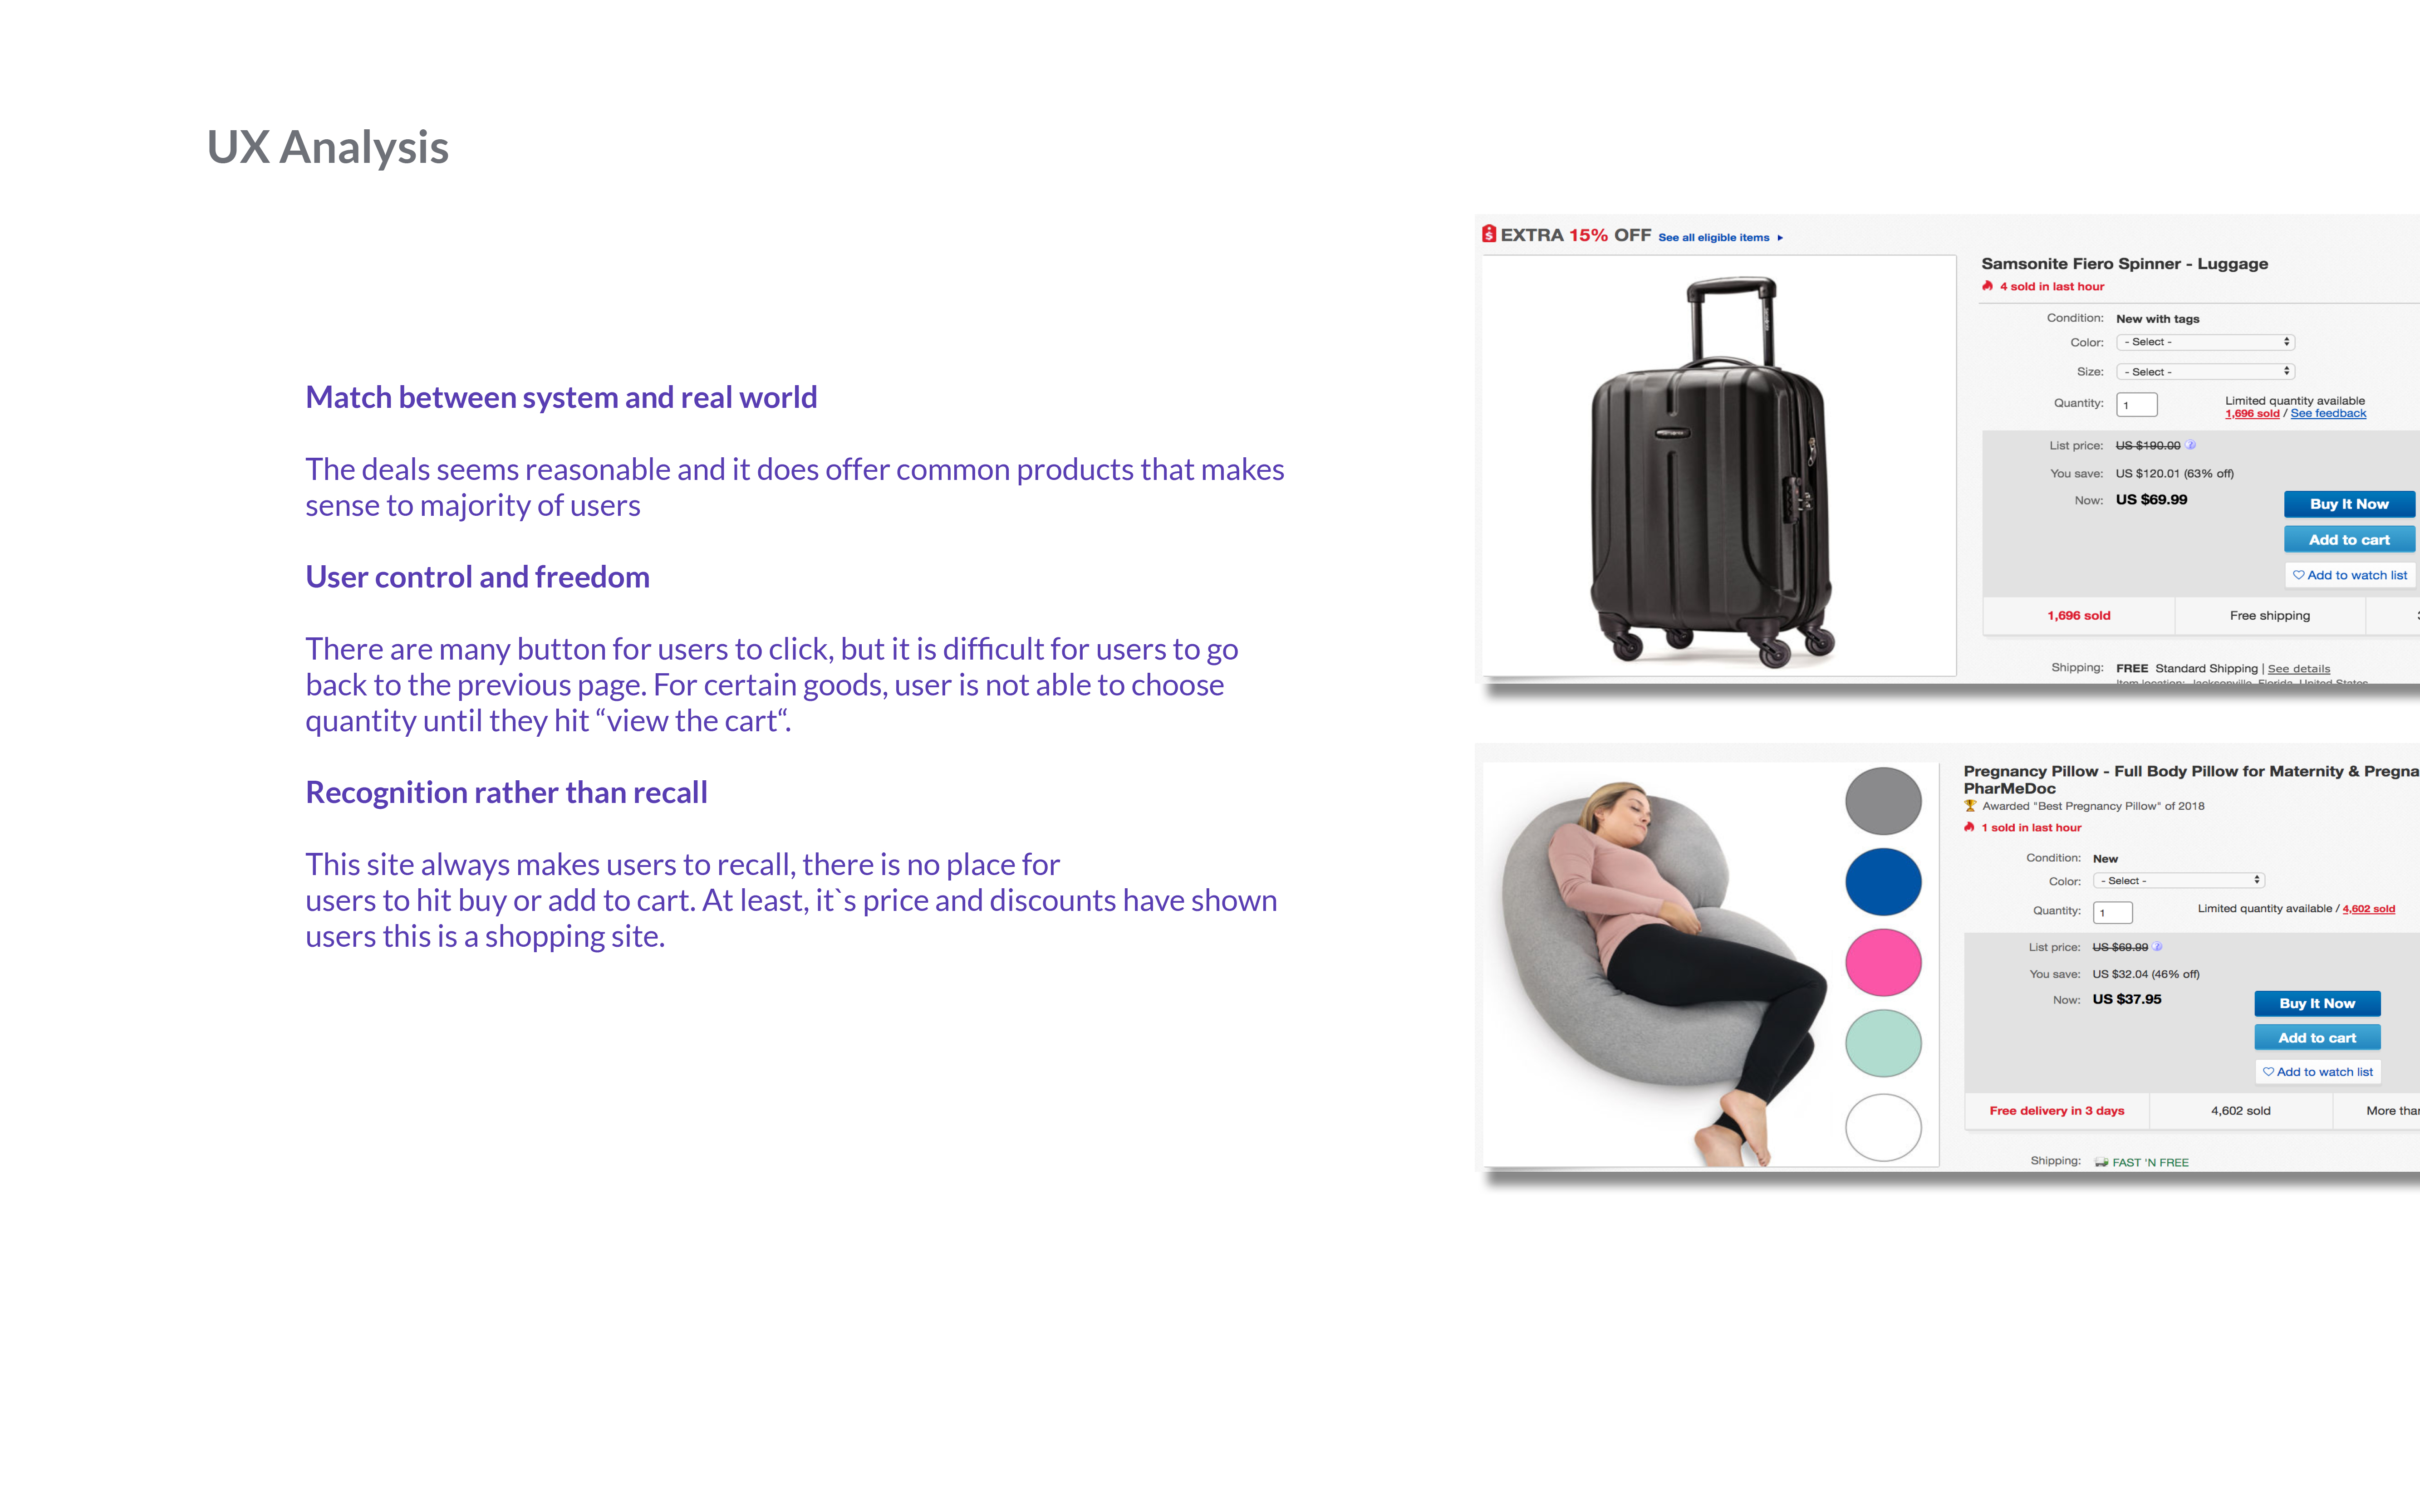 UX Analysis
Match between system and real world
The deals seems reasonable and it does offer common products that makes
sense to majority of users
User control and freedom
There are many button for users to click, but it is difficult for users to go
back to the previous page. For certain goods, user is not able to choose
quantity until they hit “view the cart“.
Recognition rather than recall
This site always makes users to recall, there is no place for
users to hit buy or add to cart. At least, it`s price and discounts have shown
users this is a shopping site.
EXTRA 15% OFF See all eligible items
Samsonite Fiero Spinner - Luggage
4 sold in last hour
Condition: New with tags
Color: - Select -
Size: - Select -
Quantity: 1 Limited quantity available
1,696 sold / See feedback
List price: US $190.00
You save: US $120.01 (63% off)
Now: US $69.99
Buy It Now
Add to cart
Add to watch list
1,696 sold Free shipping
Shipping: FREE Standard Shipping | See details
Item location: Jacksonville, Florida, United States
Pregnancy Pillow - Full Body Pillow for Maternity & Pregna
PharMeDoc
Awarded "Best Pregnancy Pillow" of 2018
1 sold in last hour
Condition: New
Color: - Select -
Quantity: 1 Limited quantity available / 4,602 sold
List price: US $69.99
You save: US $32.04 (46% off)
Now: US $37.95
Buy It Now
Add to cart
Add to watch list
Free delivery in 3 days 4,602 sold More than
Shipping: FAST 'N FREE